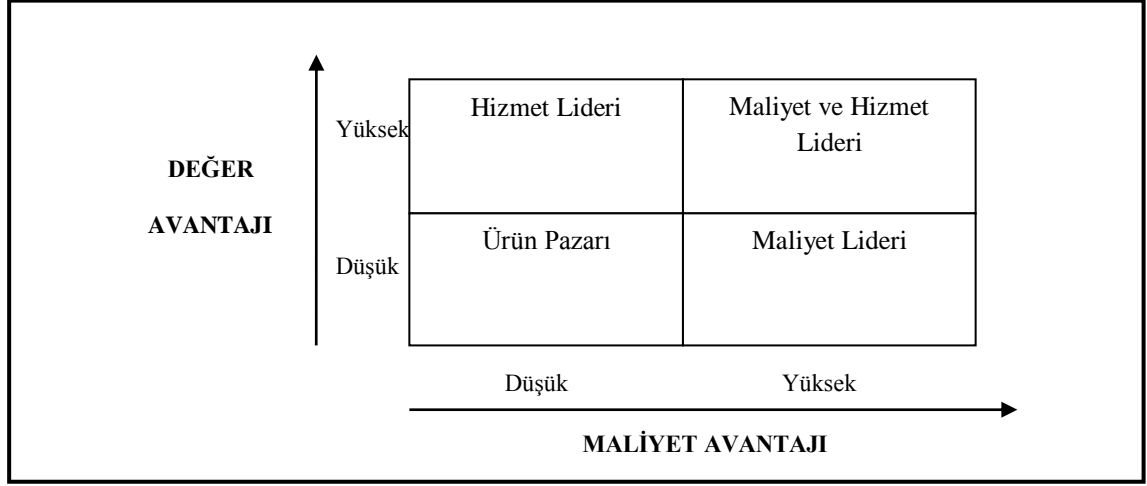 Hizmet Lideri
Maliyet ve Hizmet
Lideri
Yüksek
DEĞER
AVANTAJI
Ürün Pazarı
Maliyet Lideri
Düşük
Düşük
Yüksek
MALİYET AVANTAJI